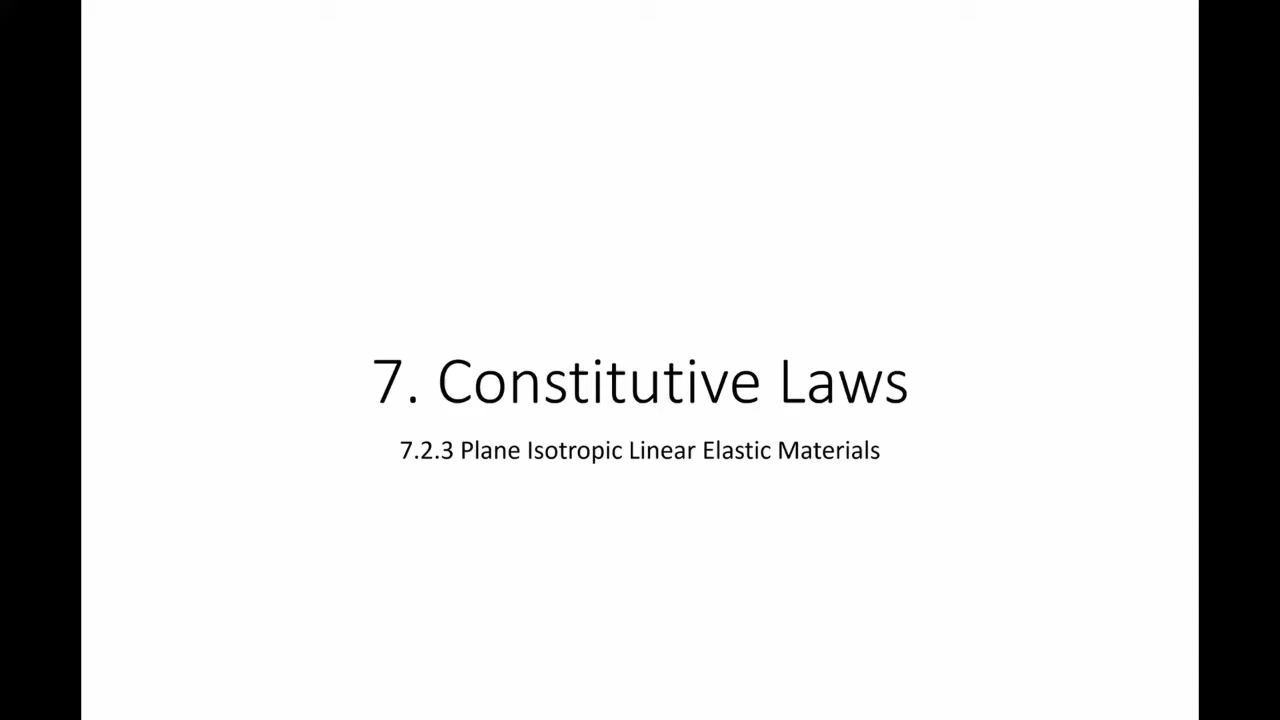 7. Constitutive Laws
7.2.3 Plane Isotropic Linear Elastic Materials